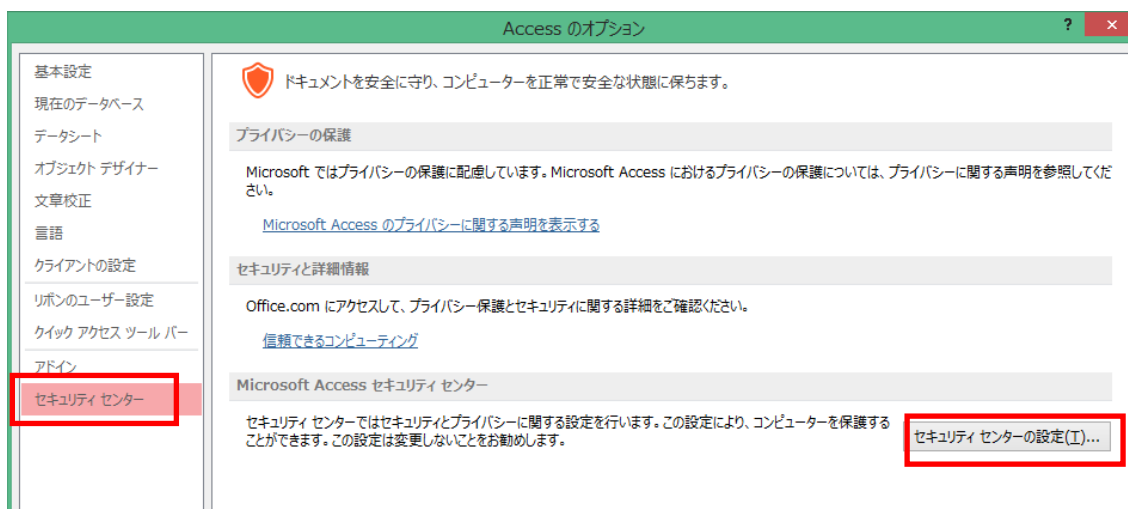 Access のオプション
? ×
基本設定
現在のデータベース
データシート
オブジェクト デザイナー
文章校正
言語
クライアントの設定
リボンのユーザー設定
クイック アクセス ツール バー
アドイン
セキュリティ センター
ドキュメントを安全に守り、コンピューターを正常で安全な状態に保ちます。
プライバシーの保護
Microsoft ではプライバシーの保護に配慮しています。Microsoft Access におけるプライバシーの保護については、プライバシーに関する声明を参照してくだ
さい。
Microsoft Access のプライバシーに関する声明を表示する
セキュリティと詳細情報
Office.com にアクセスして、プライバシー保護とセキュリティに関する詳細をご確認ください。
信頼できるコンピューティング
Microsoft Access セキュリティ センター
セキュリティ センターではセキュリティとプライバシーに関する設定を行います。この設定により、コンピューターを保護する
ことができます。この設定は変更しないことをお勧めします。
セキュリティ センターの設定(T)...